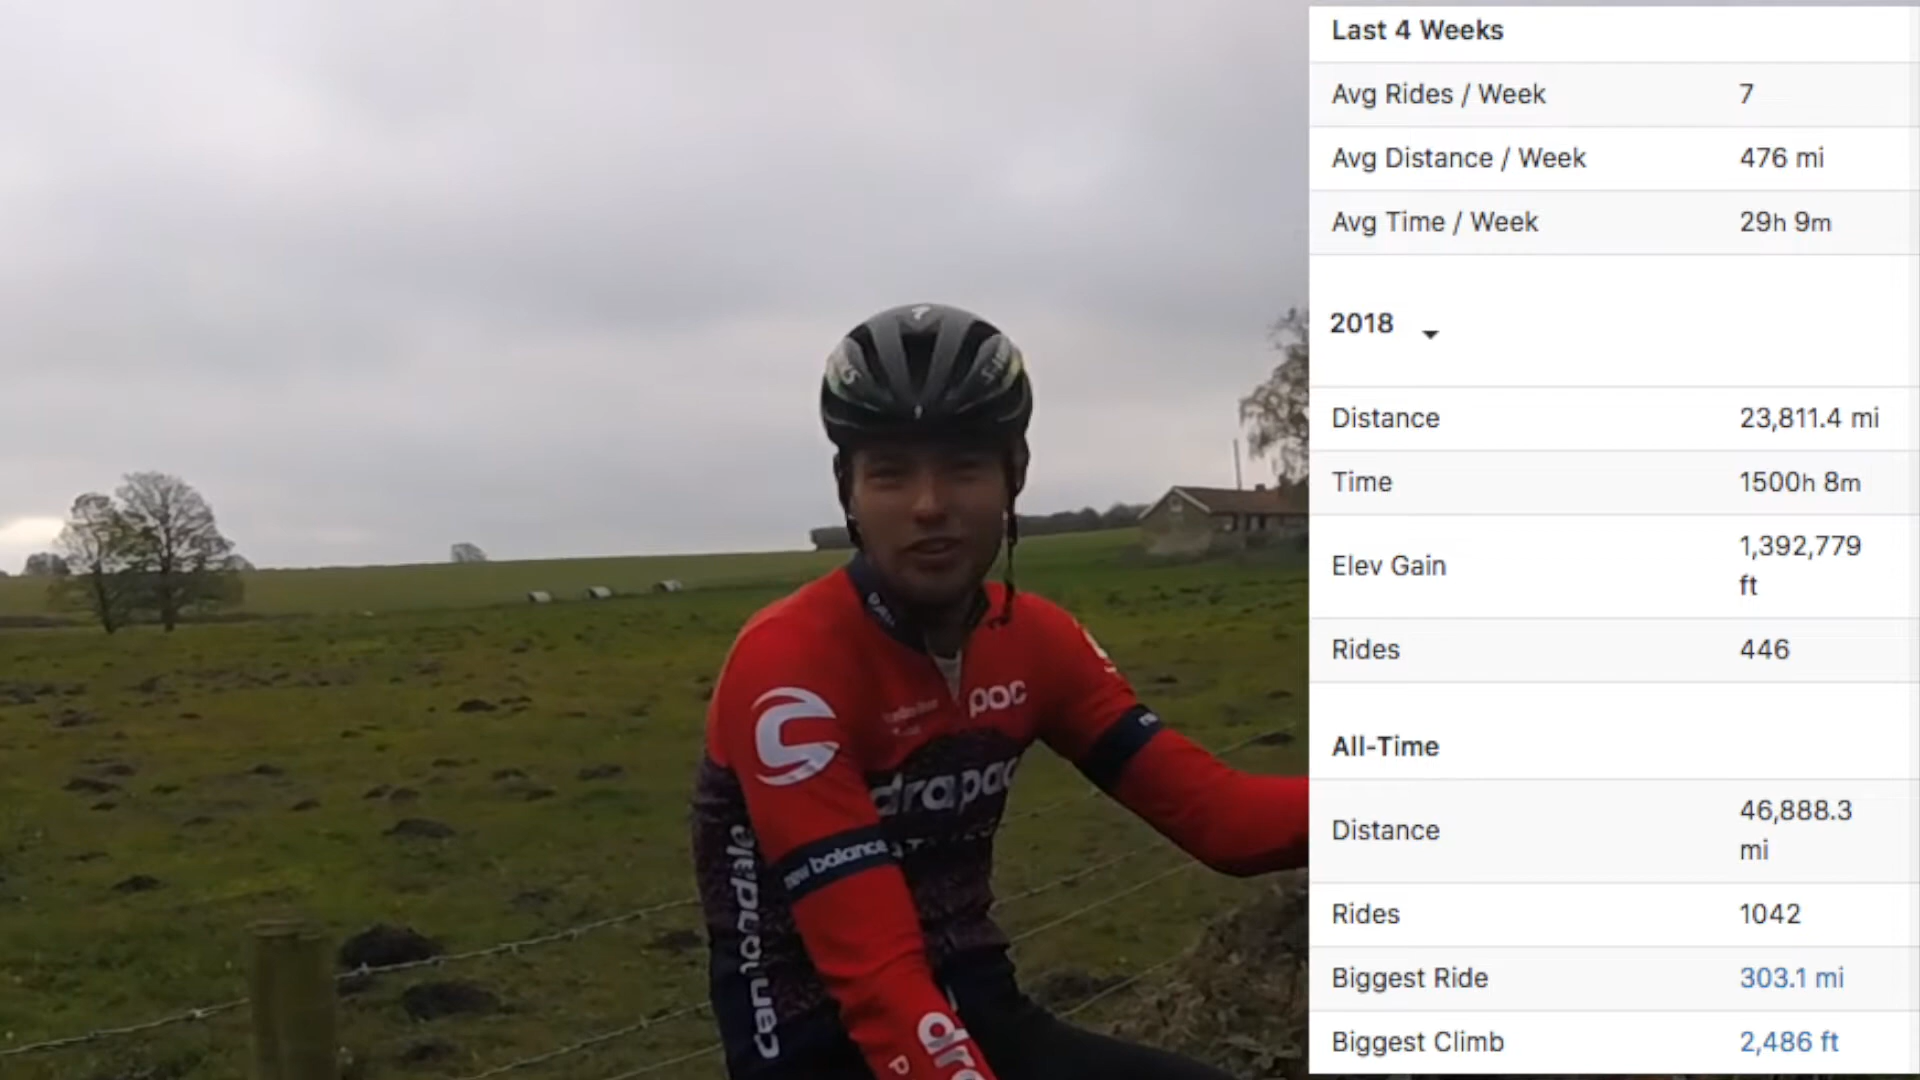 Last 4 Weeks
Avg Rides / Week 7
Avg Distance / Week 476 mi
Avg Time / Week 29h 9m
2018
Distance 23,811.4 mi
Time 1500h 8m
Elev Gain 1,392,779
ft
Rides 446
All-Time
Distance 46,888.3
mi
Rides 1042
Biggest Ride 303.1 mi
Biggest Climb 2,486 ft
poc
drapac
new balance
cannondale